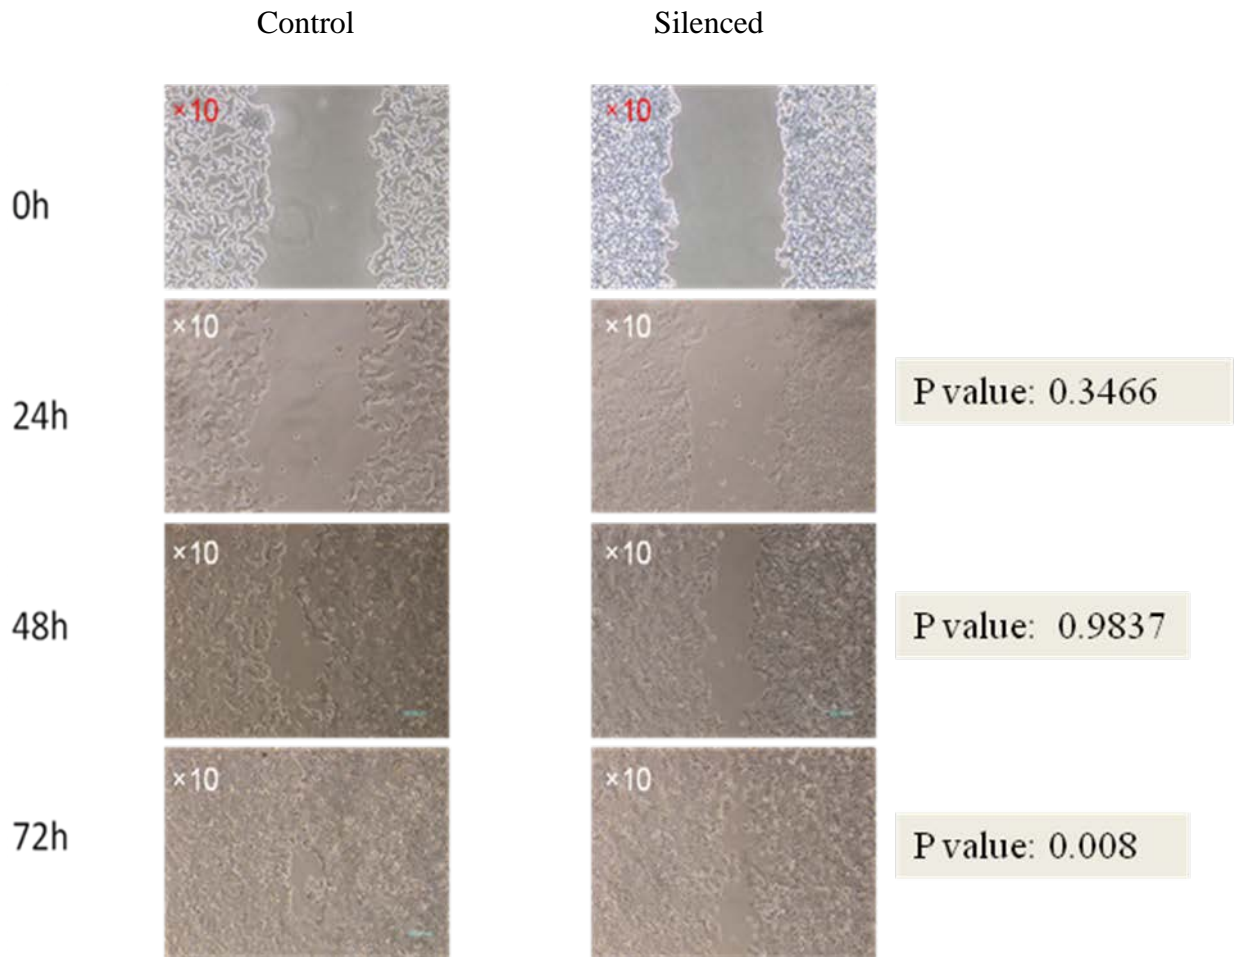 Control Silenced
0h
×10 ×10
24h
×10 ×10
P value: 0.3466
48h
×10 ×10
P value: 0.9837
72h
×10 ×10
P value: 0.008